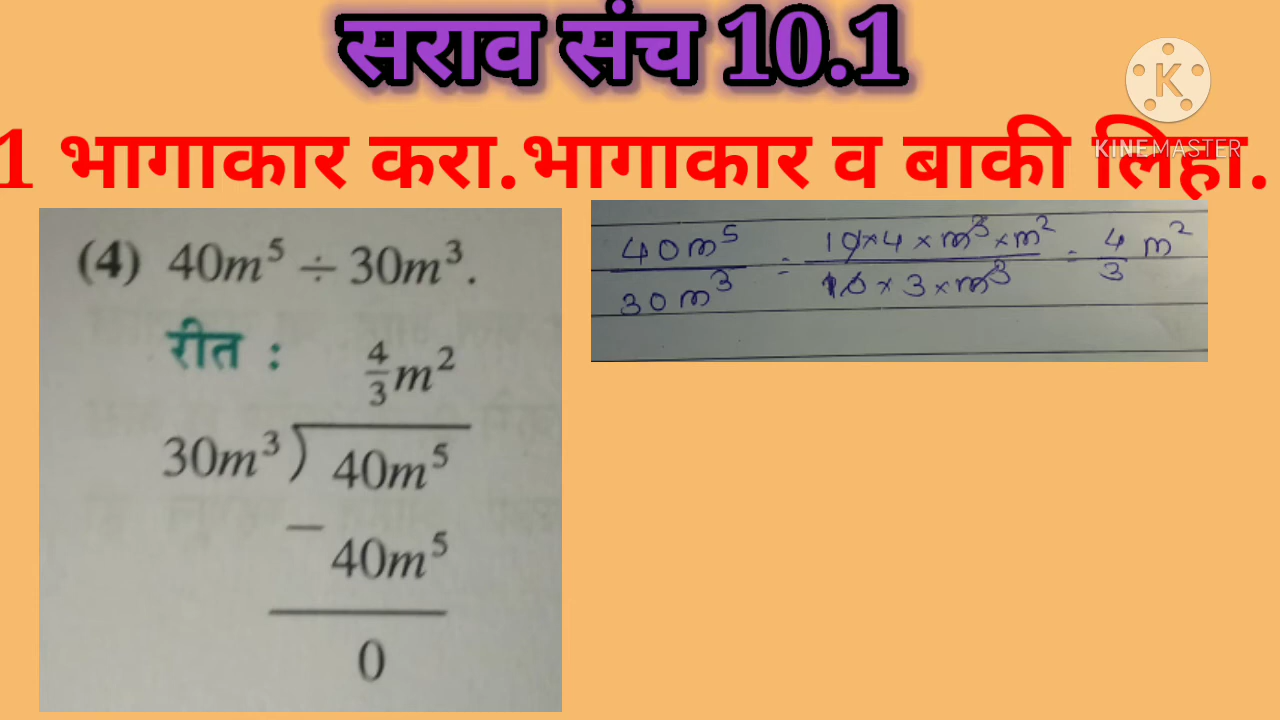 सराव संच 10.1
1 भागाकार करा.भागाकार व बाकी लिहा.
KINEMASTER
(4) 40m⁵ ÷ 30m³.
रीत :
4/3 m²
30m³ ) 40m⁵
− 40m⁵
0
40m⁵ / 30m³ = 10×4×m³×m² / 10×3×m³ = 4/3 m²